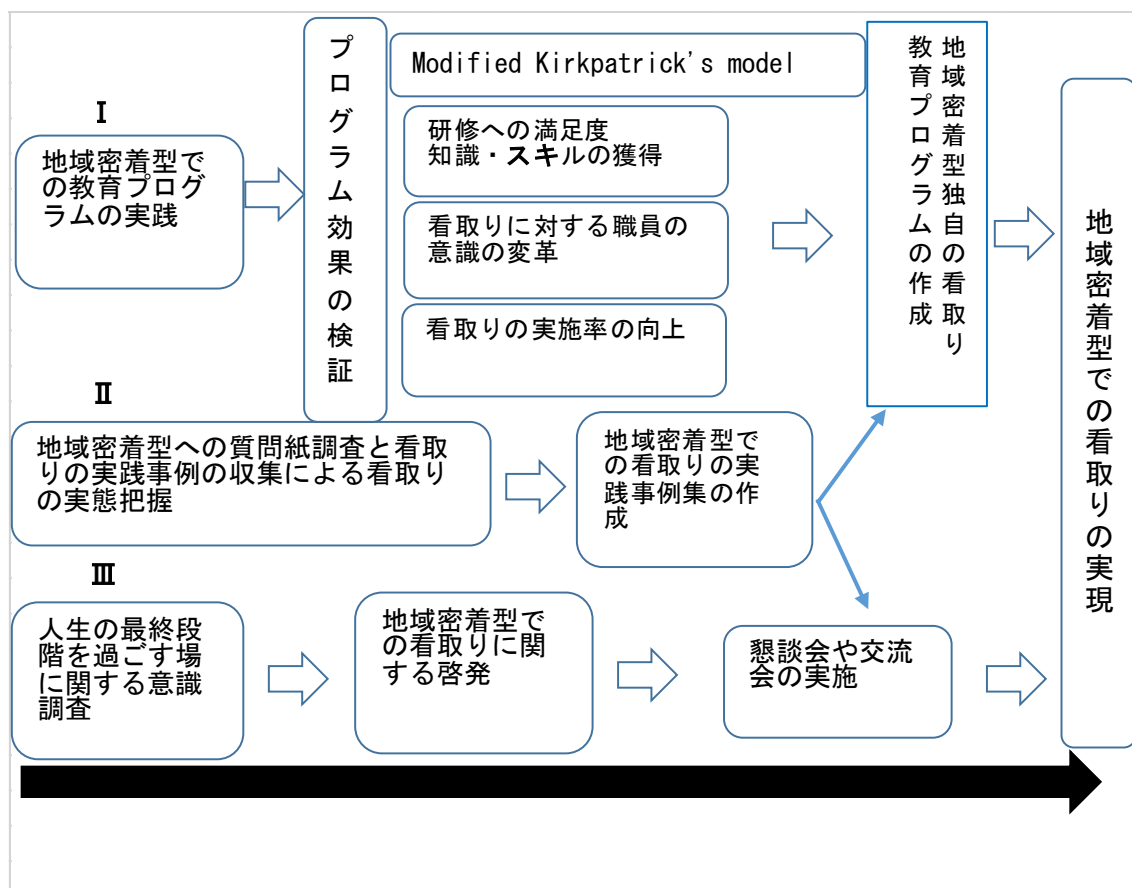 Ⅰ
地域密着型で
の教育プログ
ラムの実践
プログラム効果の検証
Modified Kirkpatrick's model
研修への満足度
知識・スキルの獲得
看取りに対する職員の
意識の変革
看取りの実施率の向上
地域密着型独自の看取り
教育プログラムの作成
地域密着型での看取りの実現
Ⅱ
地域密着型への質問紙調査と看取
りの実践事例の収集による看取り
の実態把握
地域密着型で
の看取りの実
践事例集の作
成
Ⅲ
人生の最終段
階を過ごす場
に関する意識
調査
地域密着型で
の看取りに関
する啓発
懇談会や交流
会の実施